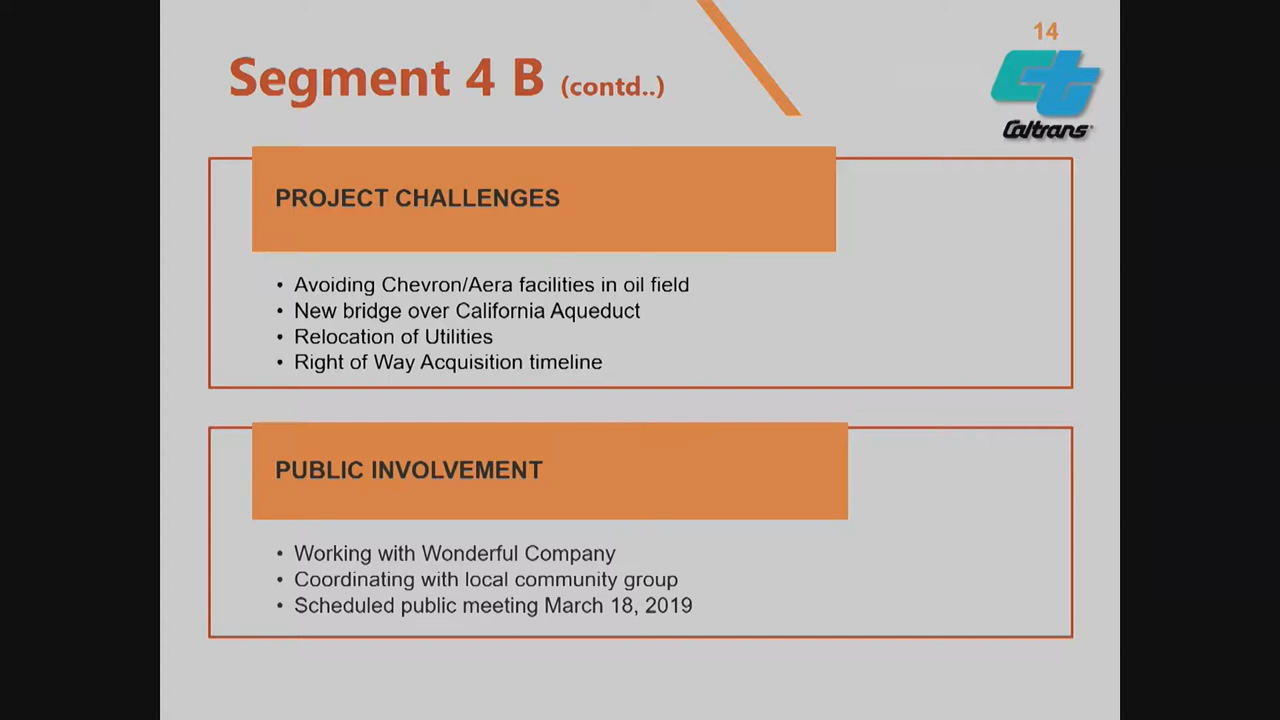 14
Segment 4 B (contd..)
Ct
Caltrans
PROJECT CHALLENGES
• Avoiding Chevron/Aera facilities in oil field
• New bridge over California Aqueduct
• Relocation of Utilities
• Right of Way Acquisition timeline
PUBLIC INVOLVEMENT
• Working with Wonderful Company
• Coordinating with local community group
• Scheduled public meeting March 18, 2019